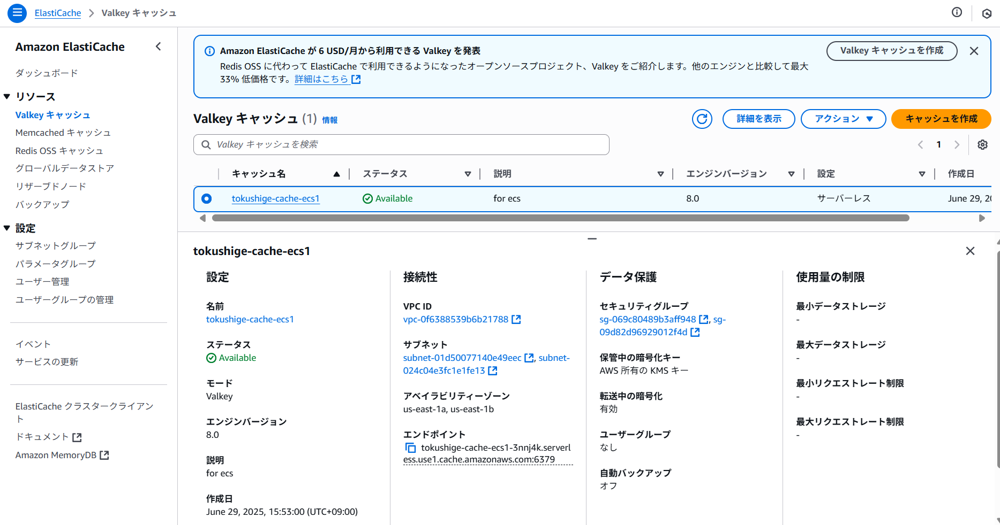 ElastiCache > Valkey キャッシュ
Amazon ElastiCache
ダッシュボード
リソース
Valkey キャッシュ
Memcached キャッシュ
Redis OSS キャッシュ
グローバルデータストア
リザーブドノード
バックアップ
設定
サブネットグループ
パラメータグループ
ユーザー管理
ユーザーグループの管理
イベント
サービスの更新
ElastiCache クラスタークライアン
ト
ドキュメント
Amazon MemoryDB
Amazon ElastiCache が 6 USD/月から利用できる Valkey を発表
Redis OSS に代わって ElastiCache で利用できるようになったオープンソースプロジェクト、Valkey をご紹介します。他のエンジンと比較して最大
33% 低価格です。詳細はこちら
Valkey キャッシュを作成
Valkey キャッシュ (1) 情報
詳細を表示
アクション
キャッシュを作成
Valkey キャッシュを検索
1
キャッシュ名 ステータス 説明 エンジンバージョン 設定 作成日
tokushige-cache-ecs1 Available for ecs 8.0 サーバーレス June 29, 20
tokushige-cache-ecs1
設定
名前
tokushige-cache-ecs1
ステータス
Available
モード
Valkey
エンジンバージョン
8.0
説明
for ecs
作成日
June 29, 2025, 15:53:00 (UTC+09:00)
接続性
VPC ID
vpc-0f6388539b6b21788
サブネット
subnet-01d50077140e49eec , subnet-
024c04e3fc1e1fe13
アベイラビリティーゾーン
us-east-1a, us-east-1b
エンドポイント
tokushige-cache-ecs1-3nnj4k.serverl
ess.use1.cache.amazonaws.com:6379
データ保護
セキュリティグループ
sg-069c80489b3aff948 , sg-
09d82d96929012f4d
保管中の暗号化キー
AWS 所有の KMS キー
転送中の暗号化
有効
ユーザーグループ
なし
自動バックアップ
オフ
使用量の制限
最小データストレージ
-
最大データストレージ
-
最小リクエストレート制限
-
最大リクエストレート制限
-